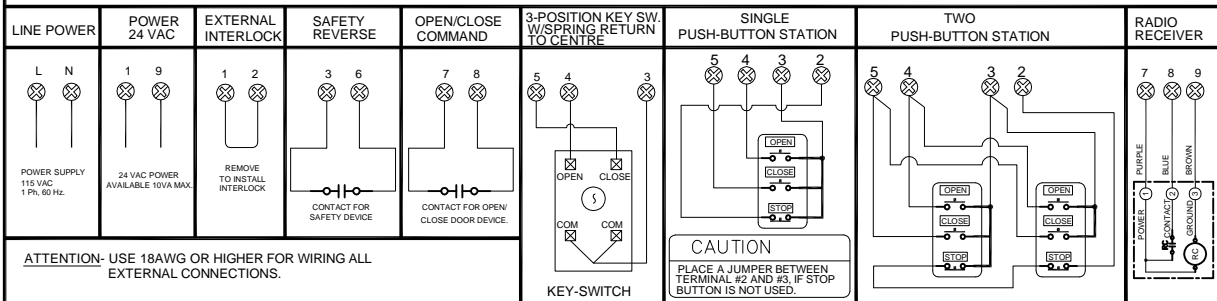 LINE POWER
POWER
24 VAC
EXTERNAL
INTERLOCK
SAFETY
REVERSE
OPEN/CLOSE
COMMAND
3-POSITION KEY SW.
W/SPRING RETURN
TO CENTRE
SINGLE
PUSH-BUTTON STATION
TWO
PUSH-BUTTON STATION
RADIO
RECEIVER
L N
1 9
1 2
3 6
7 8
5 4 3
5 4 3 2
5 4 3 2
7 8 9
POWER SUPPLY
115 VAC
1 Ph, 60 Hz.
24 VAC POWER
AVAILABLE 10VA MAX.
REMOVE
TO INSTALL
INTERLOCK
CONTACT FOR
SAFETY DEVICE
CONTACT FOR OPEN/
CLOSE DOOR DEVICE.
OPEN CLOSE
COM COM
KEY-SWITCH
OPEN
CLOSE
STOP
CAUTION
PLACE A JUMPER BETWEEN
TERMINAL #2 AND #3, IF STOP
BUTTON IS NOT USED.
OPEN
CLOSE
STOP
OPEN
CLOSE
STOP
PURPLE
BLUE
BROWN
1 2 3
POWER
RC CONTACT
GROUND
RC
ATTENTION- USE 18AWG OR HIGHER FOR WIRING ALL
EXTERNAL CONNECTIONS.